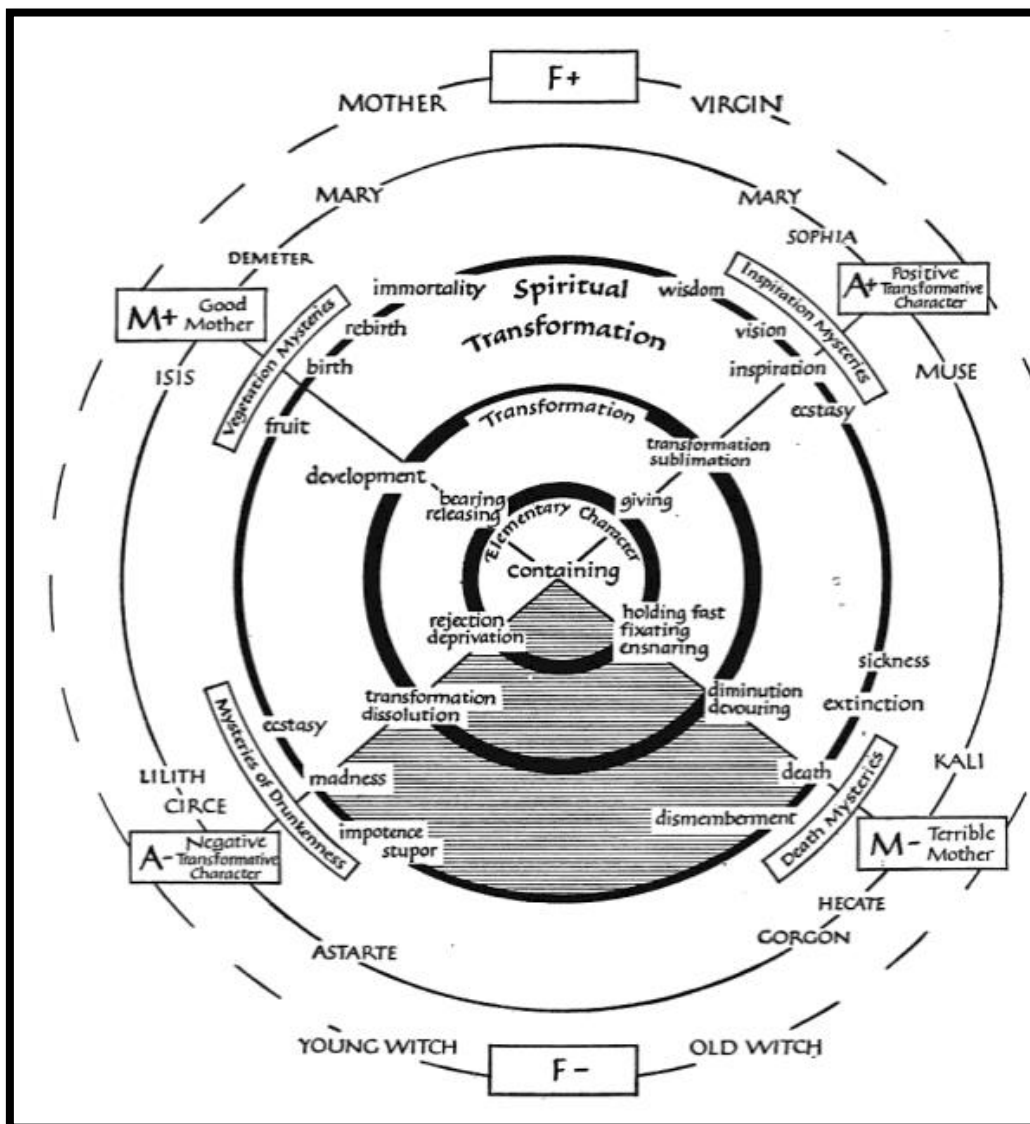 F+
MOTHER
VIRGIN
MARY
MARY
SOPHIA
DEMETER
M+ Good
Mother
A+ Positive
Transformative
Character
Vegetation Mysteries
Inspiration Mysteries
immortality
Spiritual
Transformation
wisdom
rebirth
vision
birth
inspiration
ISIS
MUSE
fruit
ecstasy
Transformation
development
transformation
sublimation
bearing
releasing
giving
Elementary Character
containing
rejection
deprivation
holding fast
fixating
ensnaring
sickness
transformation
dissolution
diminution
devouring
extinction
ecstasy
Mysteries of Drunkenness
madness
death
Death Mysteries
LILITH
CIRCE
KALI
impotence
stupor
dismemberment
A- Negative
Transformative
Character
M- Terrible
Mother
HECATE
GORGON
ASTARTE
YOUNG WITCH
OLD WITCH
F-